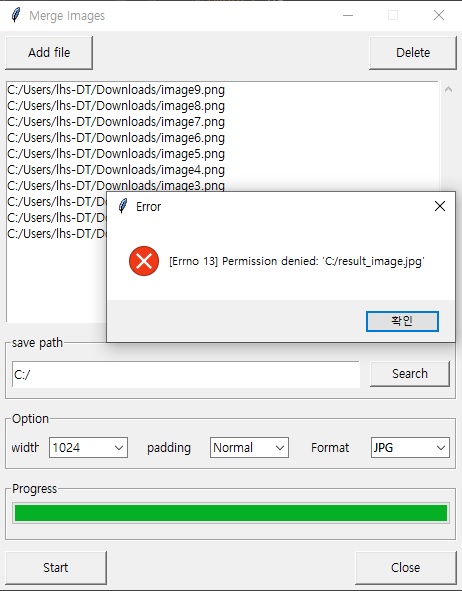 Merge Images
Add file
Delete
C:/Users/lhs-DT/Downloads/image9.png
C:/Users/lhs-DT/Downloads/image8.png
C:/Users/lhs-DT/Downloads/image7.png
C:/Users/lhs-DT/Downloads/image6.png
C:/Users/lhs-DT/Downloads/image5.png
C:/Users/lhs-DT/Downloads/image4.png
C:/Users/lhs-DT/Downloads/image3.png
C:/Users/lhs-DT/Do
C:/Users/lhs-DT/Do
C:/Users/lhs-DT/Do
Error
[Errno 13] Permission denied: 'C:/result_image.jpg'
확인
save path
C:/
Search
Option
width 1024 padding Normal Format JPG
Progress
Start
Close